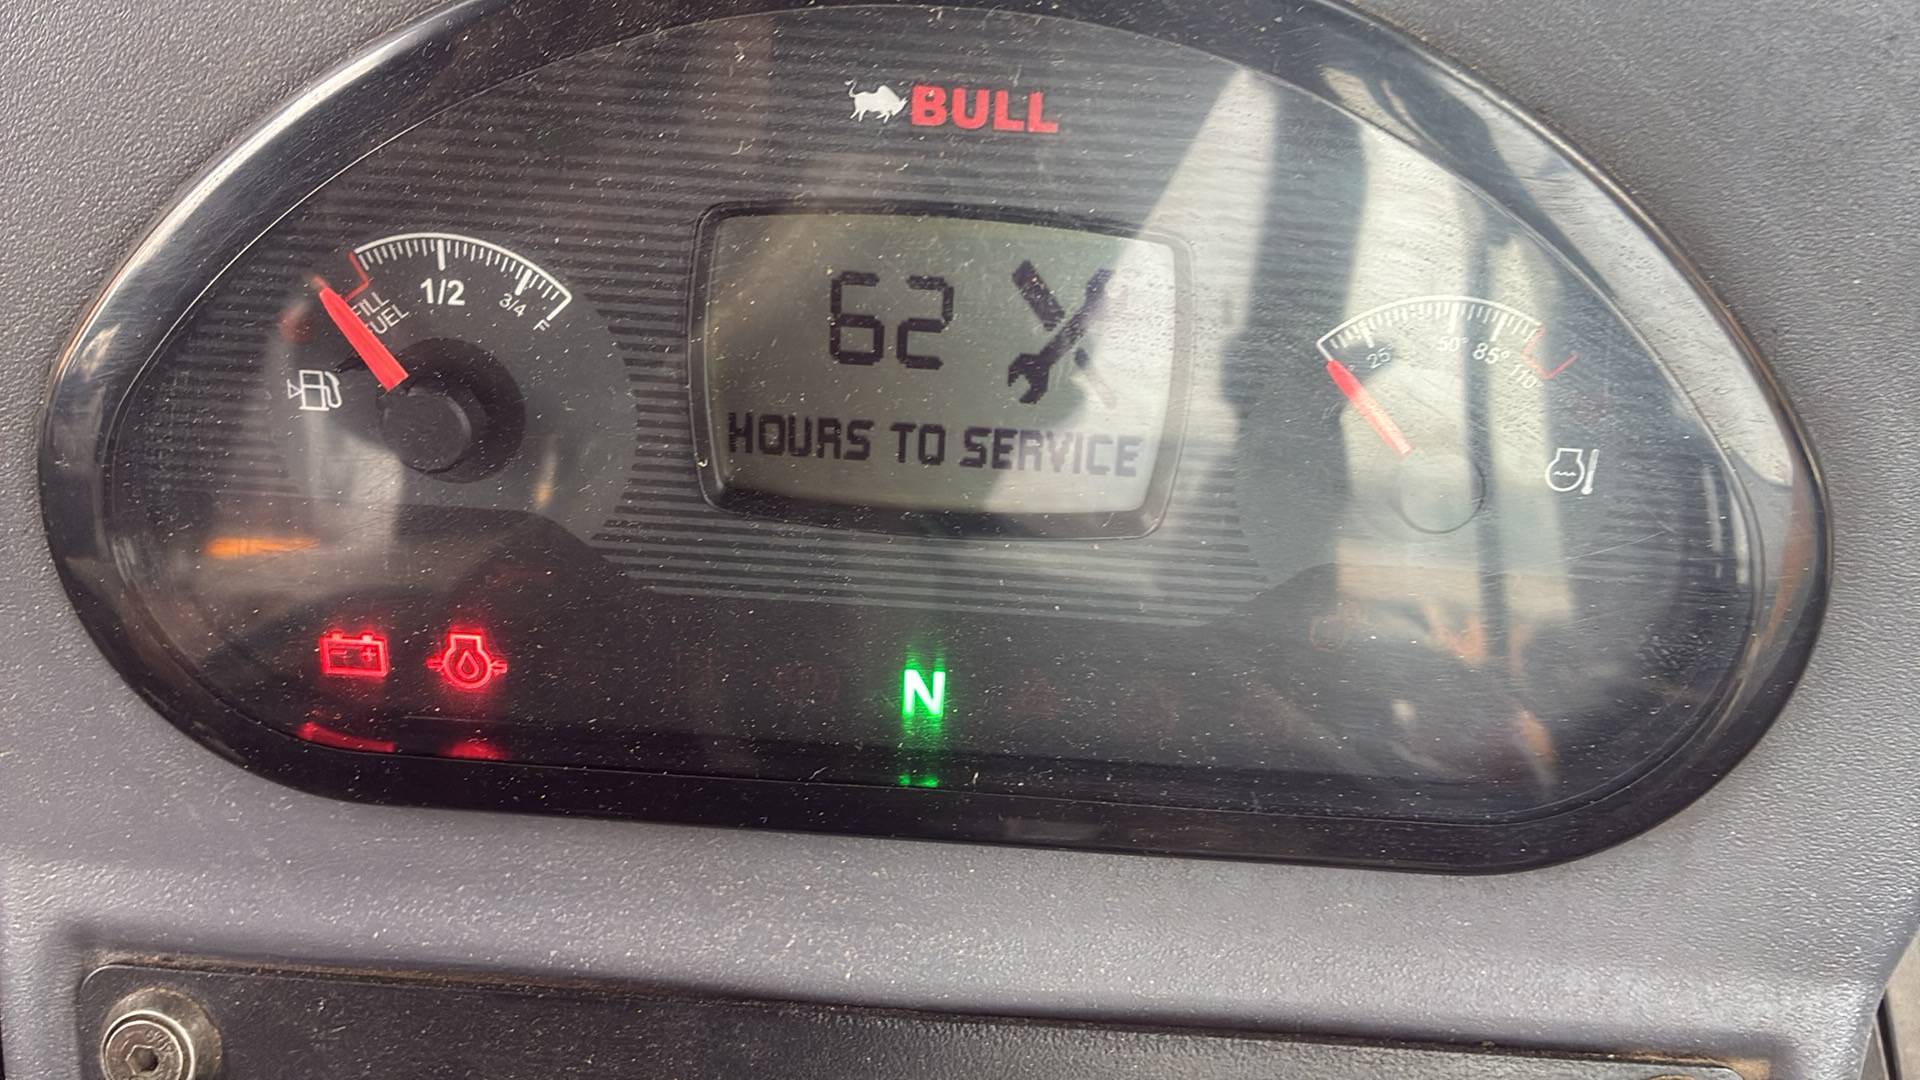 BULL
FILL
FUEL
1/2
3/4
F
62
HOURS TO SERVICE
25°
50°
85°
110°
N